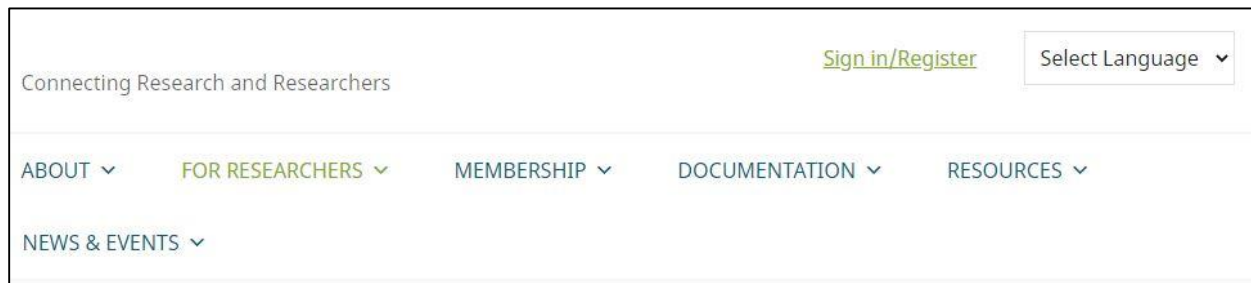 Sign in/Register
Select Language
Connecting Research and Researchers
ABOUT FOR RESEARCHERS MEMBERSHIP DOCUMENTATION RESOURCES
NEWS & EVENTS